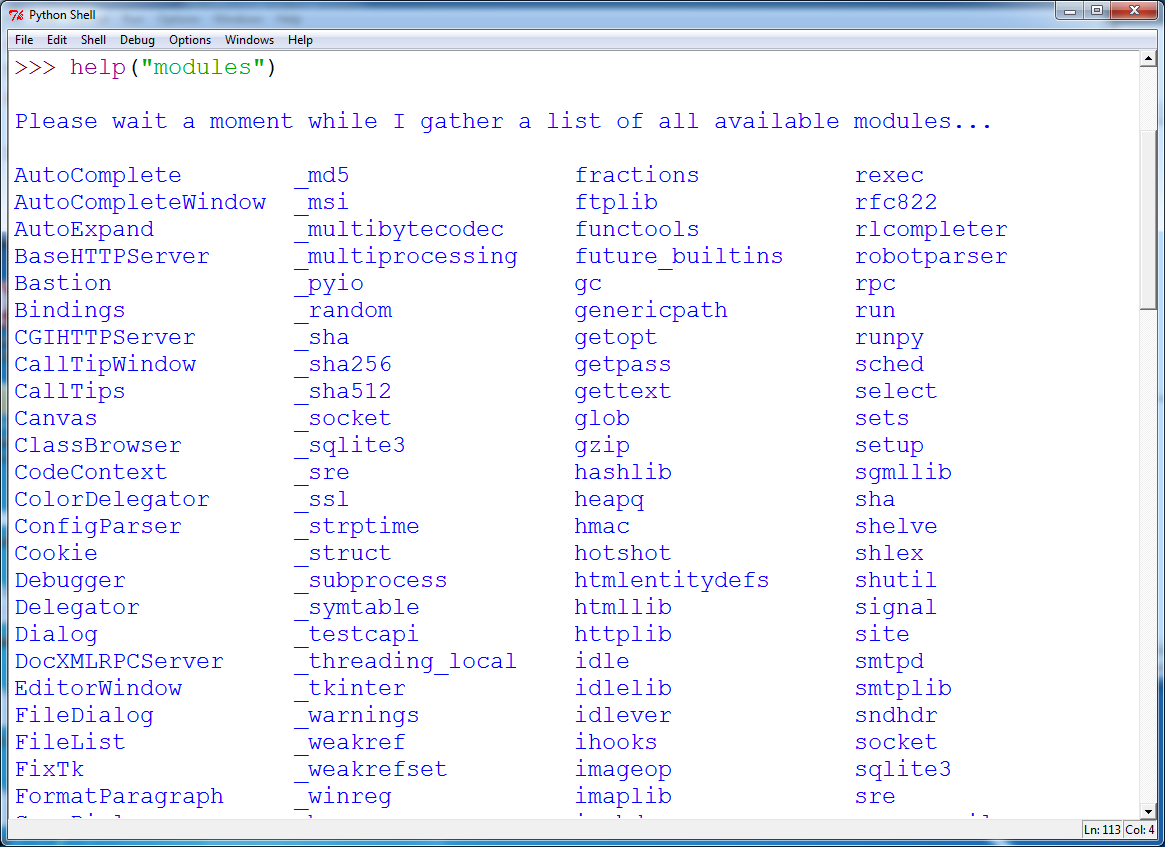 Python Shell
File Edit Shell Debug Options Windows Help
>>> help("modules")
Please wait a moment while I gather a list of all available modules...
AutoComplete _md5 fractions rexec
AutoCompleteWindow _msi ftplib rfc822
AutoExpand _multibytecodec functools rlcompleter
BaseHTTPServer _multiprocessing future_builtins robotparser
Bastion _pyio gc rpc
Bindings _random genericpath run
CGIHTTPServer _sha getopt runpy
CallTipWindow _sha256 getpass sched
CallTips _sha512 gettext select
Canvas _socket glob sets
ClassBrowser _sqlite3 gzip setup
CodeContext _sre hashlib sgmllib
ColorDelegator _ssl heapq sha
ConfigParser _strptime hmac shelve
Cookie _struct hotshot shlex
Debugger _subprocess htmlentitydefs shutil
Delegator _symtable htmllib signal
Dialog _testcapi httplib site
DocXMLRPCServer _threading_local idle smtpd
EditorWindow _tkinter idlelib smtplib
FileDialog _warnings idlever sndhdr
FileList _weakref ihooks socket
FixTk _weakrefset imageop sqlite3
FormatParagraph _winreg imaplib sre
Ln: 113 Col: 4